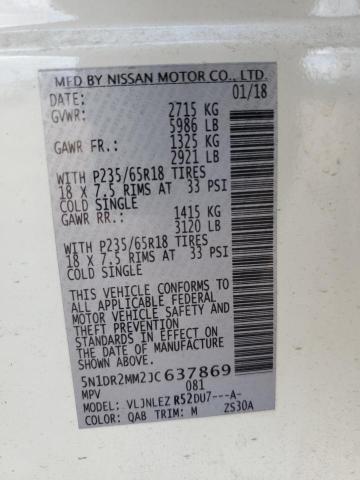 MFD BY NISSAN MOTOR CO., LTD.
DATE: 01/18
GVWR: 2715 KG
5986 LB
GAWR FR.: 1325 KG
2921 LB
WITH P235/65R18 TIRES
18 X 7.5 RIMS AT 33 PSI
COLD SINGLE
GAWR RR.: 1415 KG
3120 LB
WITH P235/65R18 TIRES
18 X 7.5 RIMS AT 33 PSI
COLD SINGLE
THIS VEHICLE CONFORMS TO
ALL APPLICABLE FEDERAL
MOTOR VEHICLE SAFETY AND
THEFT PREVENTION STANDARDS
IN EFFECT ON THE DATE OF
MANUFACTURE SHOWN ABOVE.
5N1DR2MM2JC637869
MPV 081
MODEL: VLJNLEZ R52DU7---A-
COLOR: QAB TRIM: M ZS30A